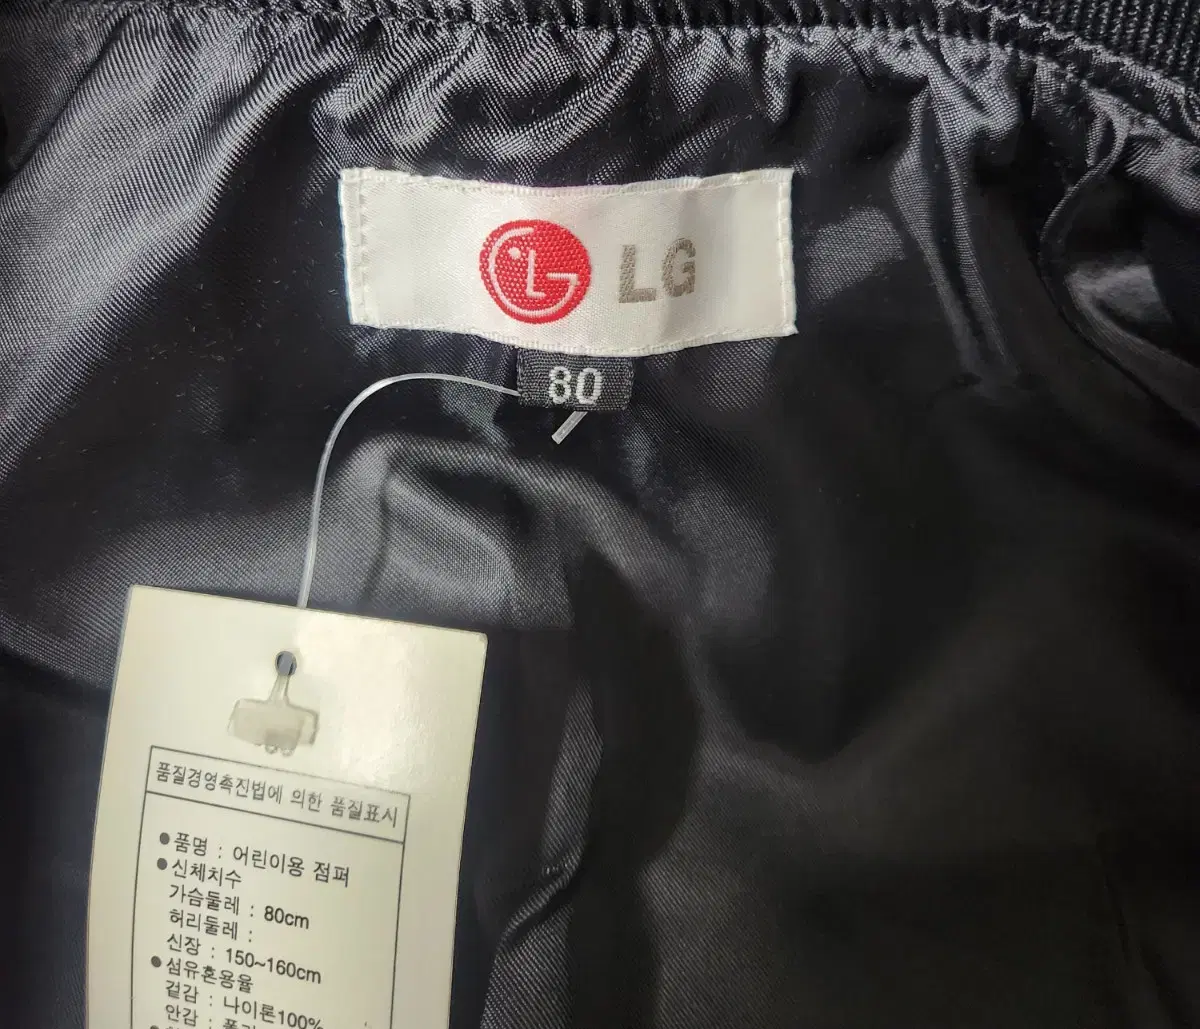 LG
80
품질경영촉진법에 의한 품질표시
●품명 : 어린이용 점퍼
●신체치수
가슴둘레 : 80cm
허리둘레 :
신장 : 150~160cm
●섬유혼용율
겉감 : 나이론100%
안감 :